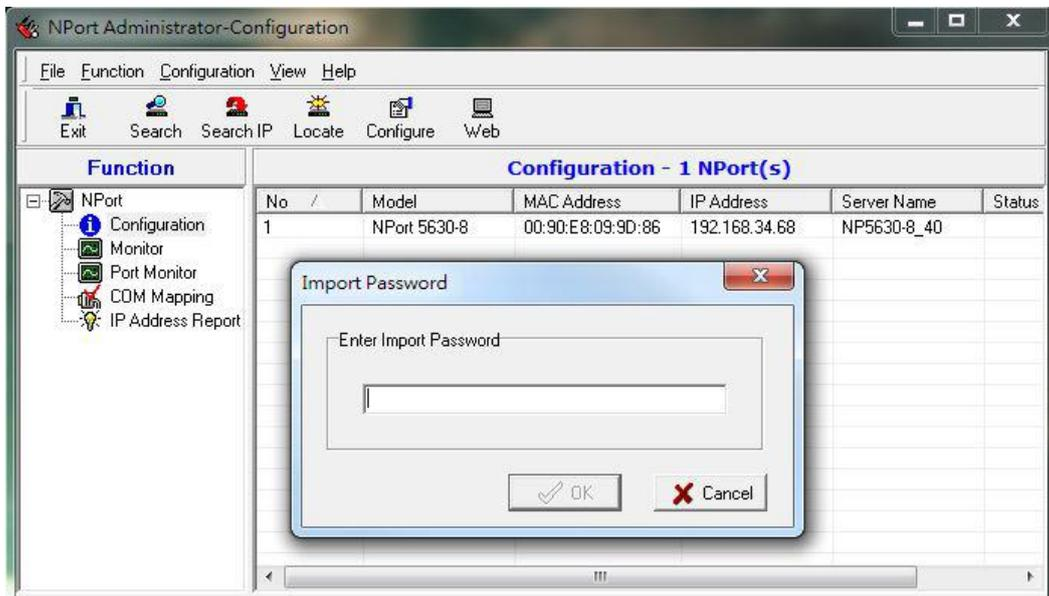 NPort Administrator-Configuration
File Function Configuration View Help
Exit Search Search IP Locate Configure Web
Function
Configuration - 1 NPort(s)
NPort
Configuration
Monitor
Port Monitor
COM Mapping
IP Address Report
No Model MAC Address IP Address Server Name Status
1 NPort 5630-8 00:90:E8:09:9D:86 192.168.34.68 NP5630-8_40
Import Password
Enter Import Password
OK Cancel